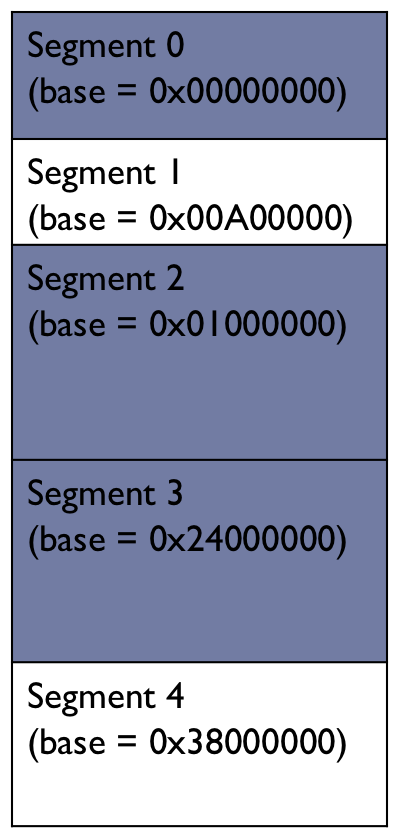 Segment 0
(base = 0x00000000)
Segment 1
(base = 0x00A00000)
Segment 2
(base = 0x01000000)
Segment 3
(base = 0x24000000)
Segment 4
(base = 0x38000000)